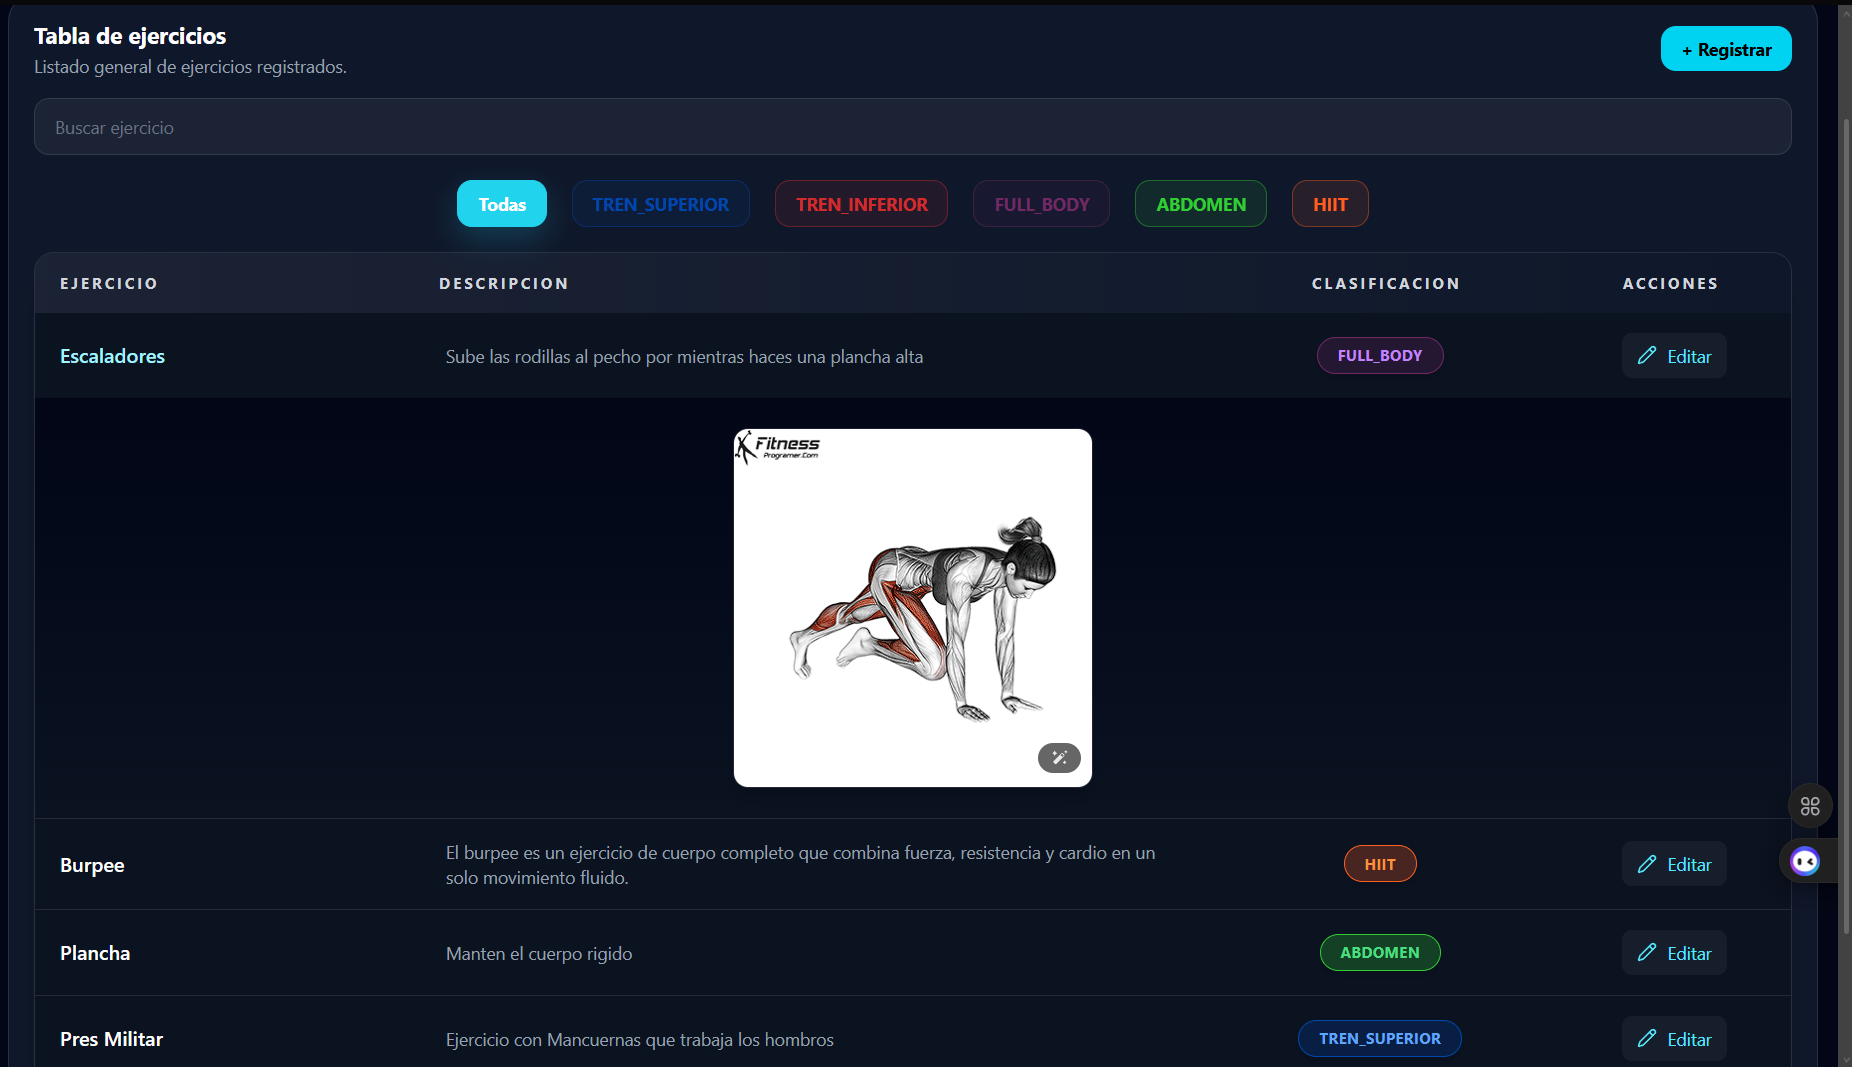 Tabla de ejercicios
Listado general de ejercicios registrados.
+ Registrar
Buscar ejercicio
Todas
TREN_SUPERIOR
TREN_INFERIOR
FULL_BODY
ABDOMEN
HIIT
EJERCICIO
DESCRIPCION
CLASIFICACION
ACCIONES
Escaladores
Sube las rodillas al pecho por mientras haces una plancha alta
FULL_BODY
Editar
Fitness
Programer.Com
Burpee
El burpee es un ejercicio de cuerpo completo que combina fuerza, resistencia y cardio en un
solo movimiento fluido.
HIIT
Editar
Plancha
Manten el cuerpo rigido
ABDOMEN
Editar
Pres Militar
Ejercicio con Mancuernas que trabaja los hombros
TREN_SUPERIOR
Editar